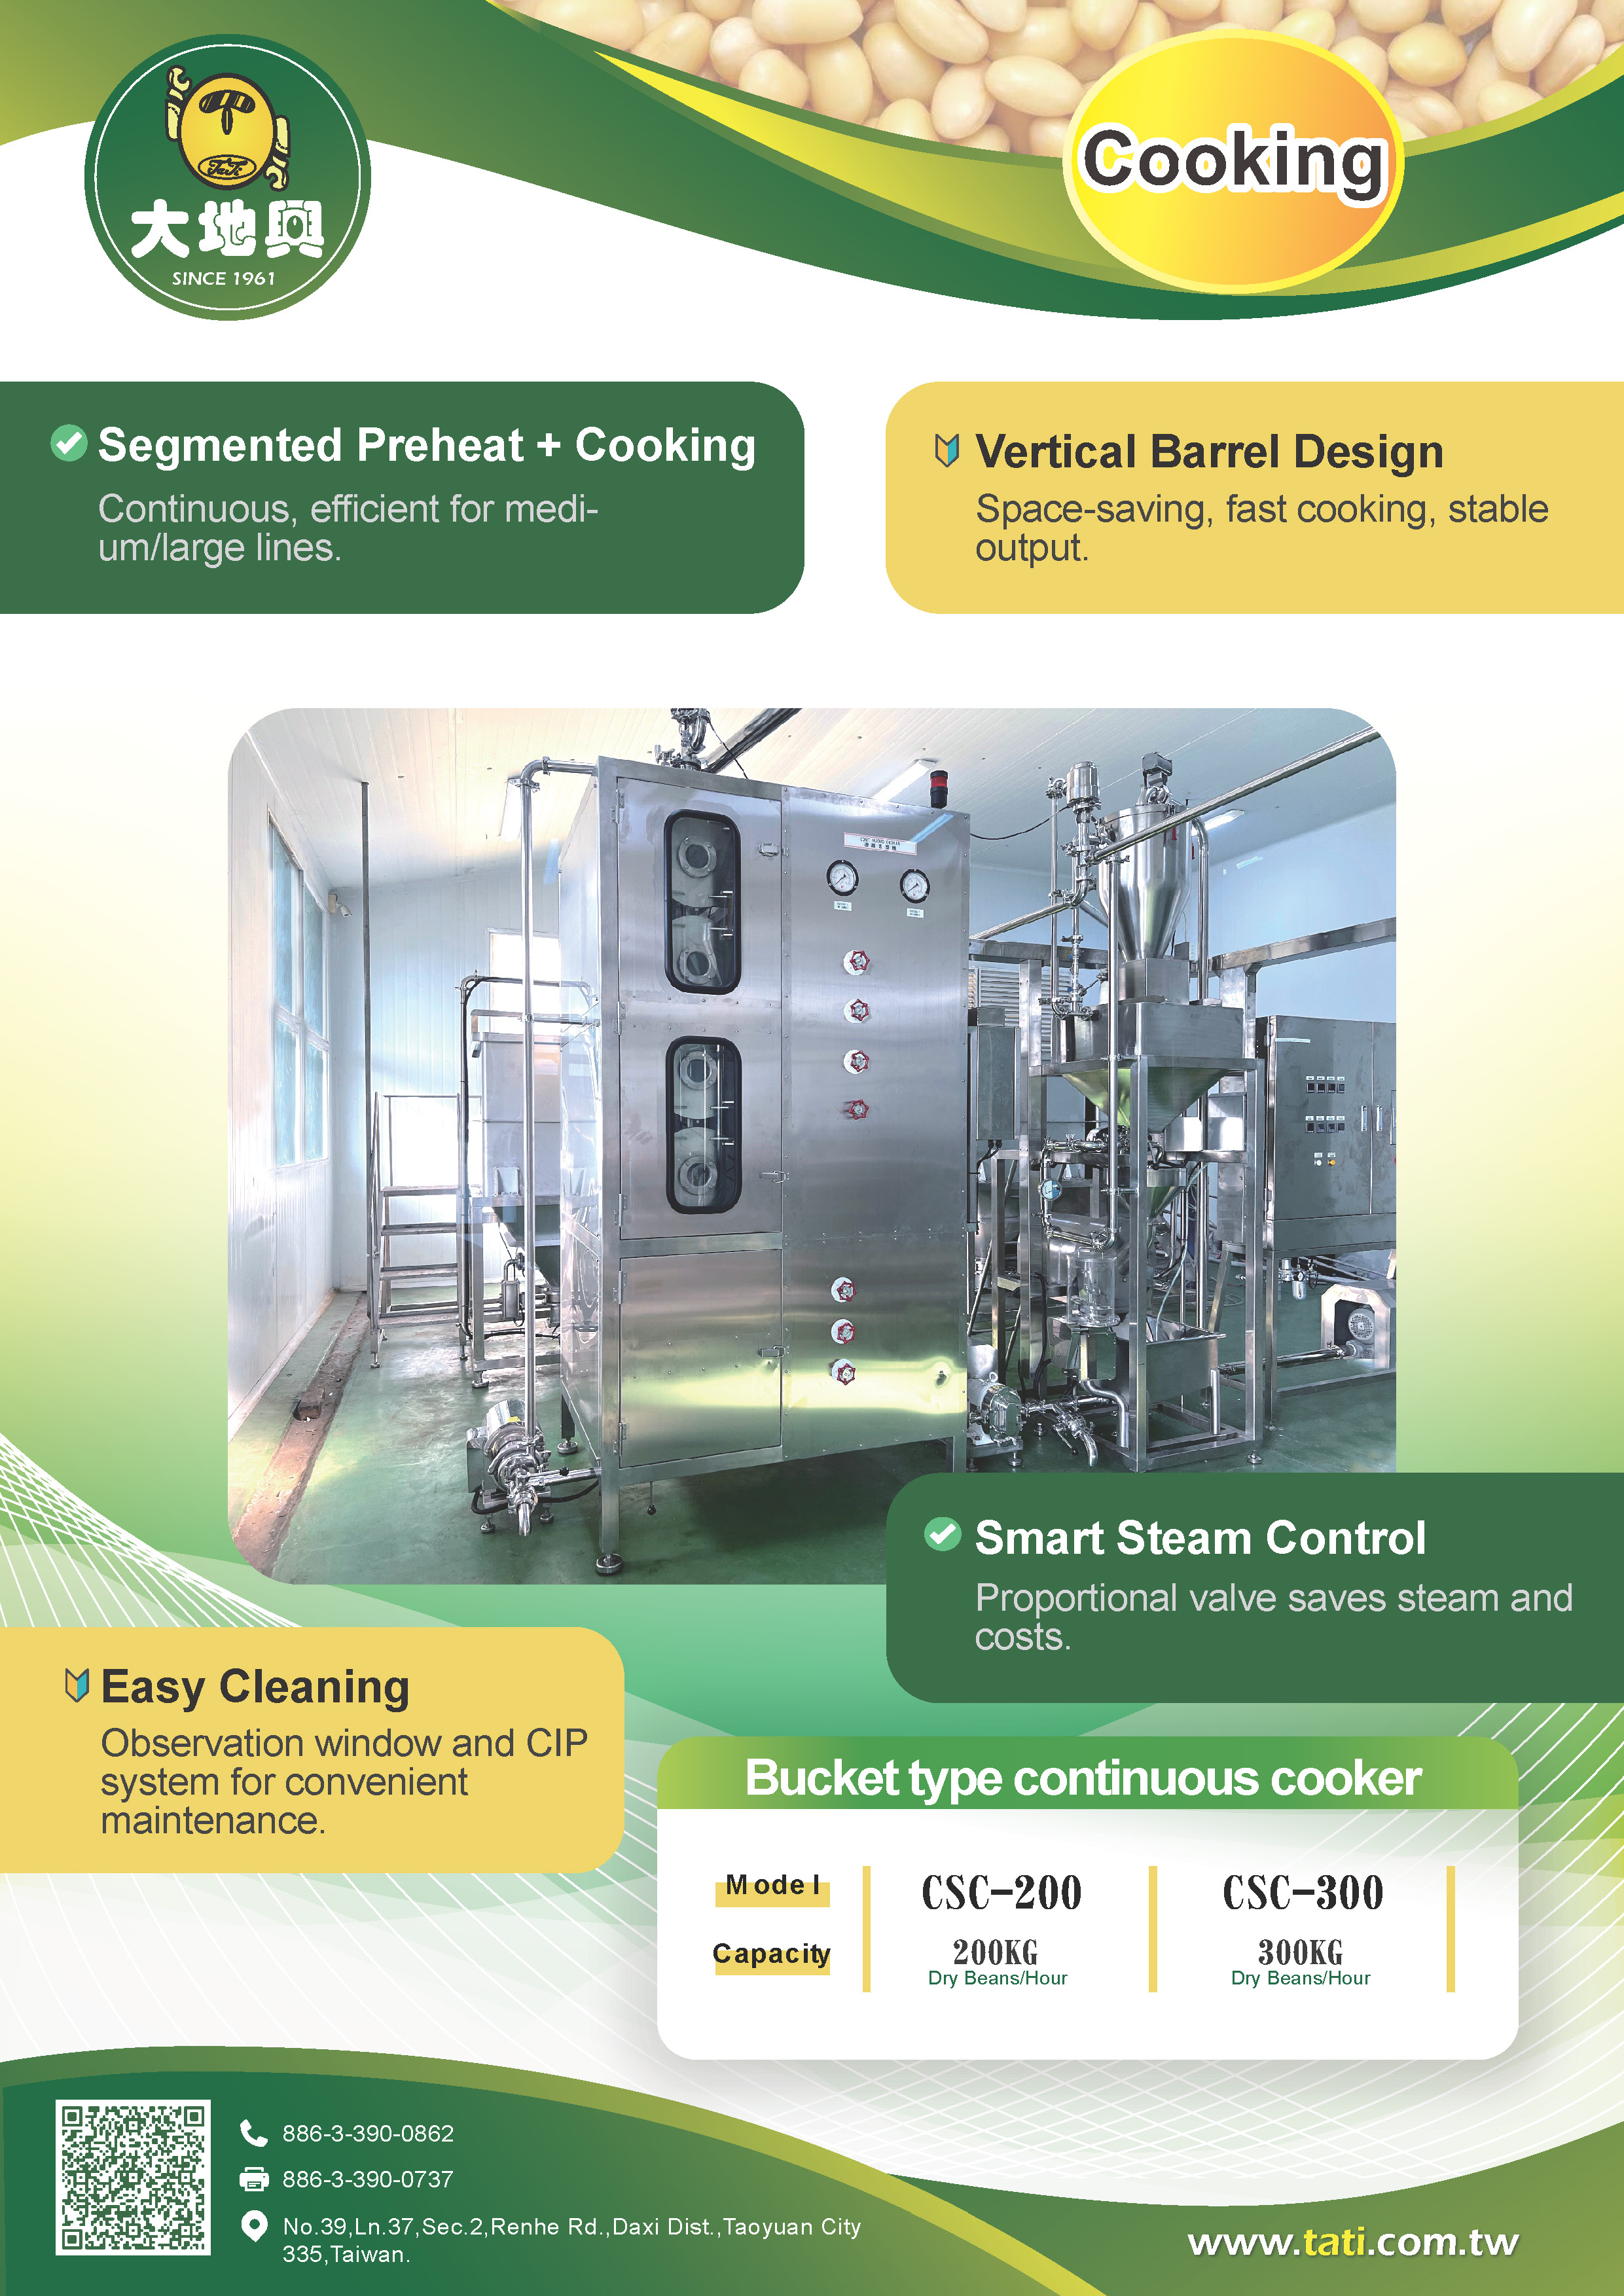 TaTi
大地興
SINCE 1961
Cooking
Segmented Preheat + Cooking
Continuous, efficient for medi-
um/large lines.
Vertical Barrel Design
Space-saving, fast cooking, stable
output.
Smart Steam Control
Proportional valve saves steam and
costs.
Easy Cleaning
Observation window and CIP
system for convenient
maintenance.
Bucket type continuous cooker
Model CSC-200 CSC-300
Capacity 200KG 300KG
Dry Beans/Hour Dry Beans/Hour
886-3-390-0862
886-3-390-0737
No.39,Ln.37,Sec.2,Renhe Rd.,Daxi Dist.,Taoyuan City
335,Taiwan.
www.tati.com.tw